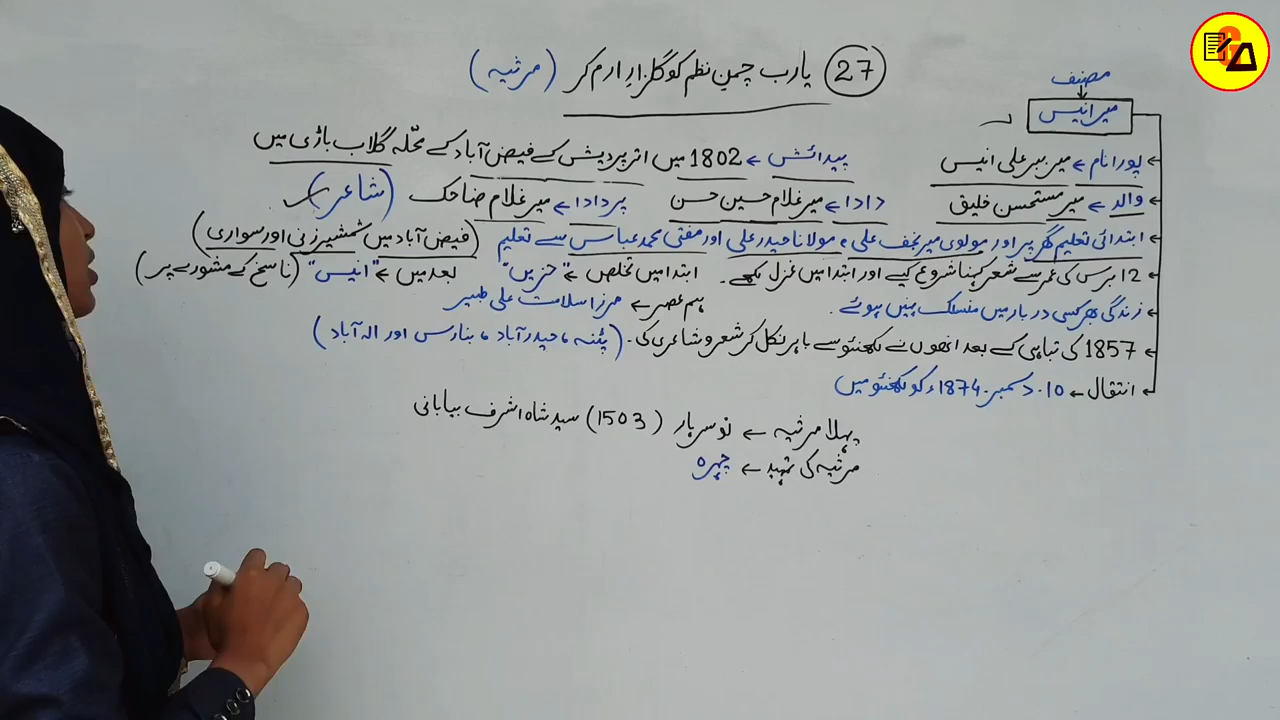 27 یارب چمنِ نظم کو گلزارِ ارم کر (مرثیہ)
مصنف
میر انیس
پورا نام ← میر ببر علی انیس پیدائش ← 1802 میں اتر پردیش کے فیض آباد کے محّلہ گلاب باڑی میں
والد ← میر مستحسن خلیق دادا ← میر غلام حسین حسن پر دادا ← میر غلام ضاحک (شاعر)
ابتدائی تعلیم گھر پر اور مولوی میر نجف علی، مولانا حیدر علی اور مفتی محمد عباس سے تعلیم (فیض آباد میں شمشیر زنی اور سواری)
12 برس کی عمر سے شعر کہنا شروع کیے اور ابتدا میں غزل لکھے۔ ابتدا میں تخلص ← "حزیں" بعد میں ← "انیس" (ناسخ کے مشورے پر)
زندگی بھر کسی دربار میں منسلک نہیں ہوئے۔ ہم عصر ← مرزا سلامت علی
1857 کی تباہی کے بعد انھوں نے لکھنئو سے باہر نکل کر شعر و شاعری کی۔ (پٹنہ، حیدرآباد، بنارس اور الہ آباد)
انتقال ← 10۔دسمبر۔1874ء کو لکھنئو میں
پہلا مرثیہ ← نوسرہار (1503) سید شاہ اشرف بیابانی
مرثیہ کی تمہید ← چہرہ